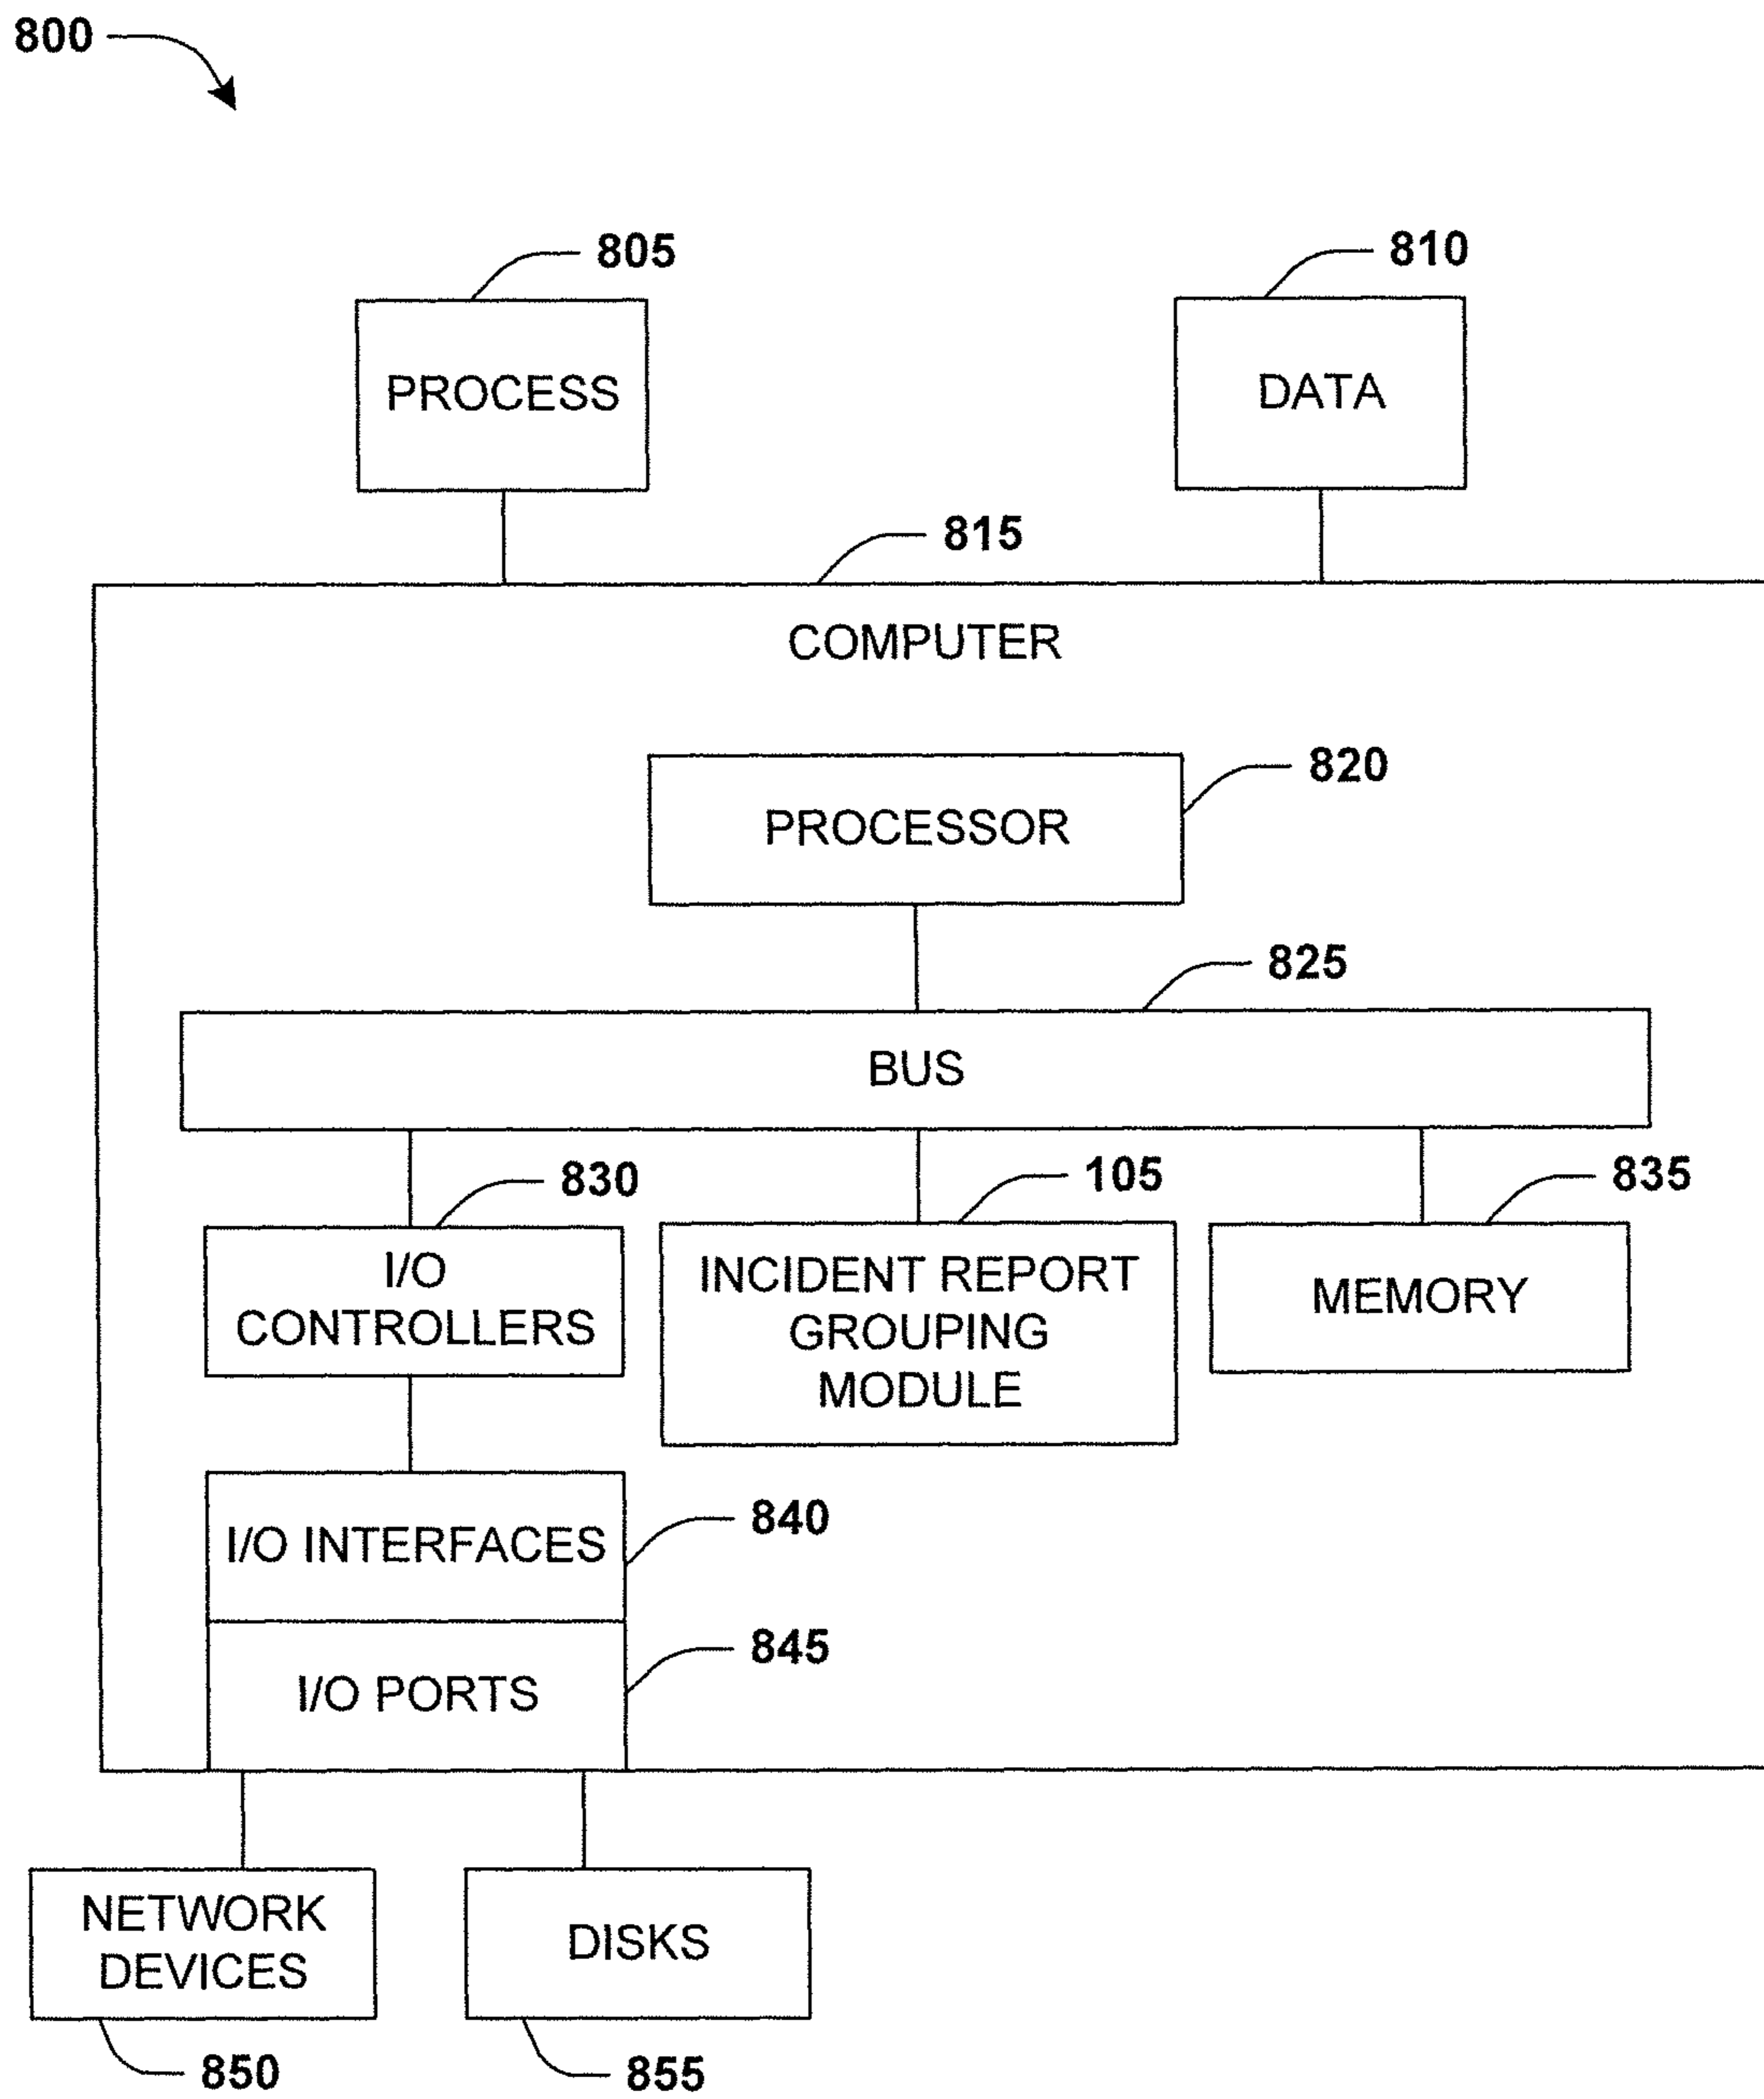 800
805
810
PROCESS
DATA
815
COMPUTER
820
PROCESSOR
825
BUS
830
105
835
I/O
CONTROLLERS
INCIDENT REPORT
GROUPING
MODULE
MEMORY
I/O INTERFACES
840
I/O PORTS
845
NETWORK
DEVICES
DISKS
850
855